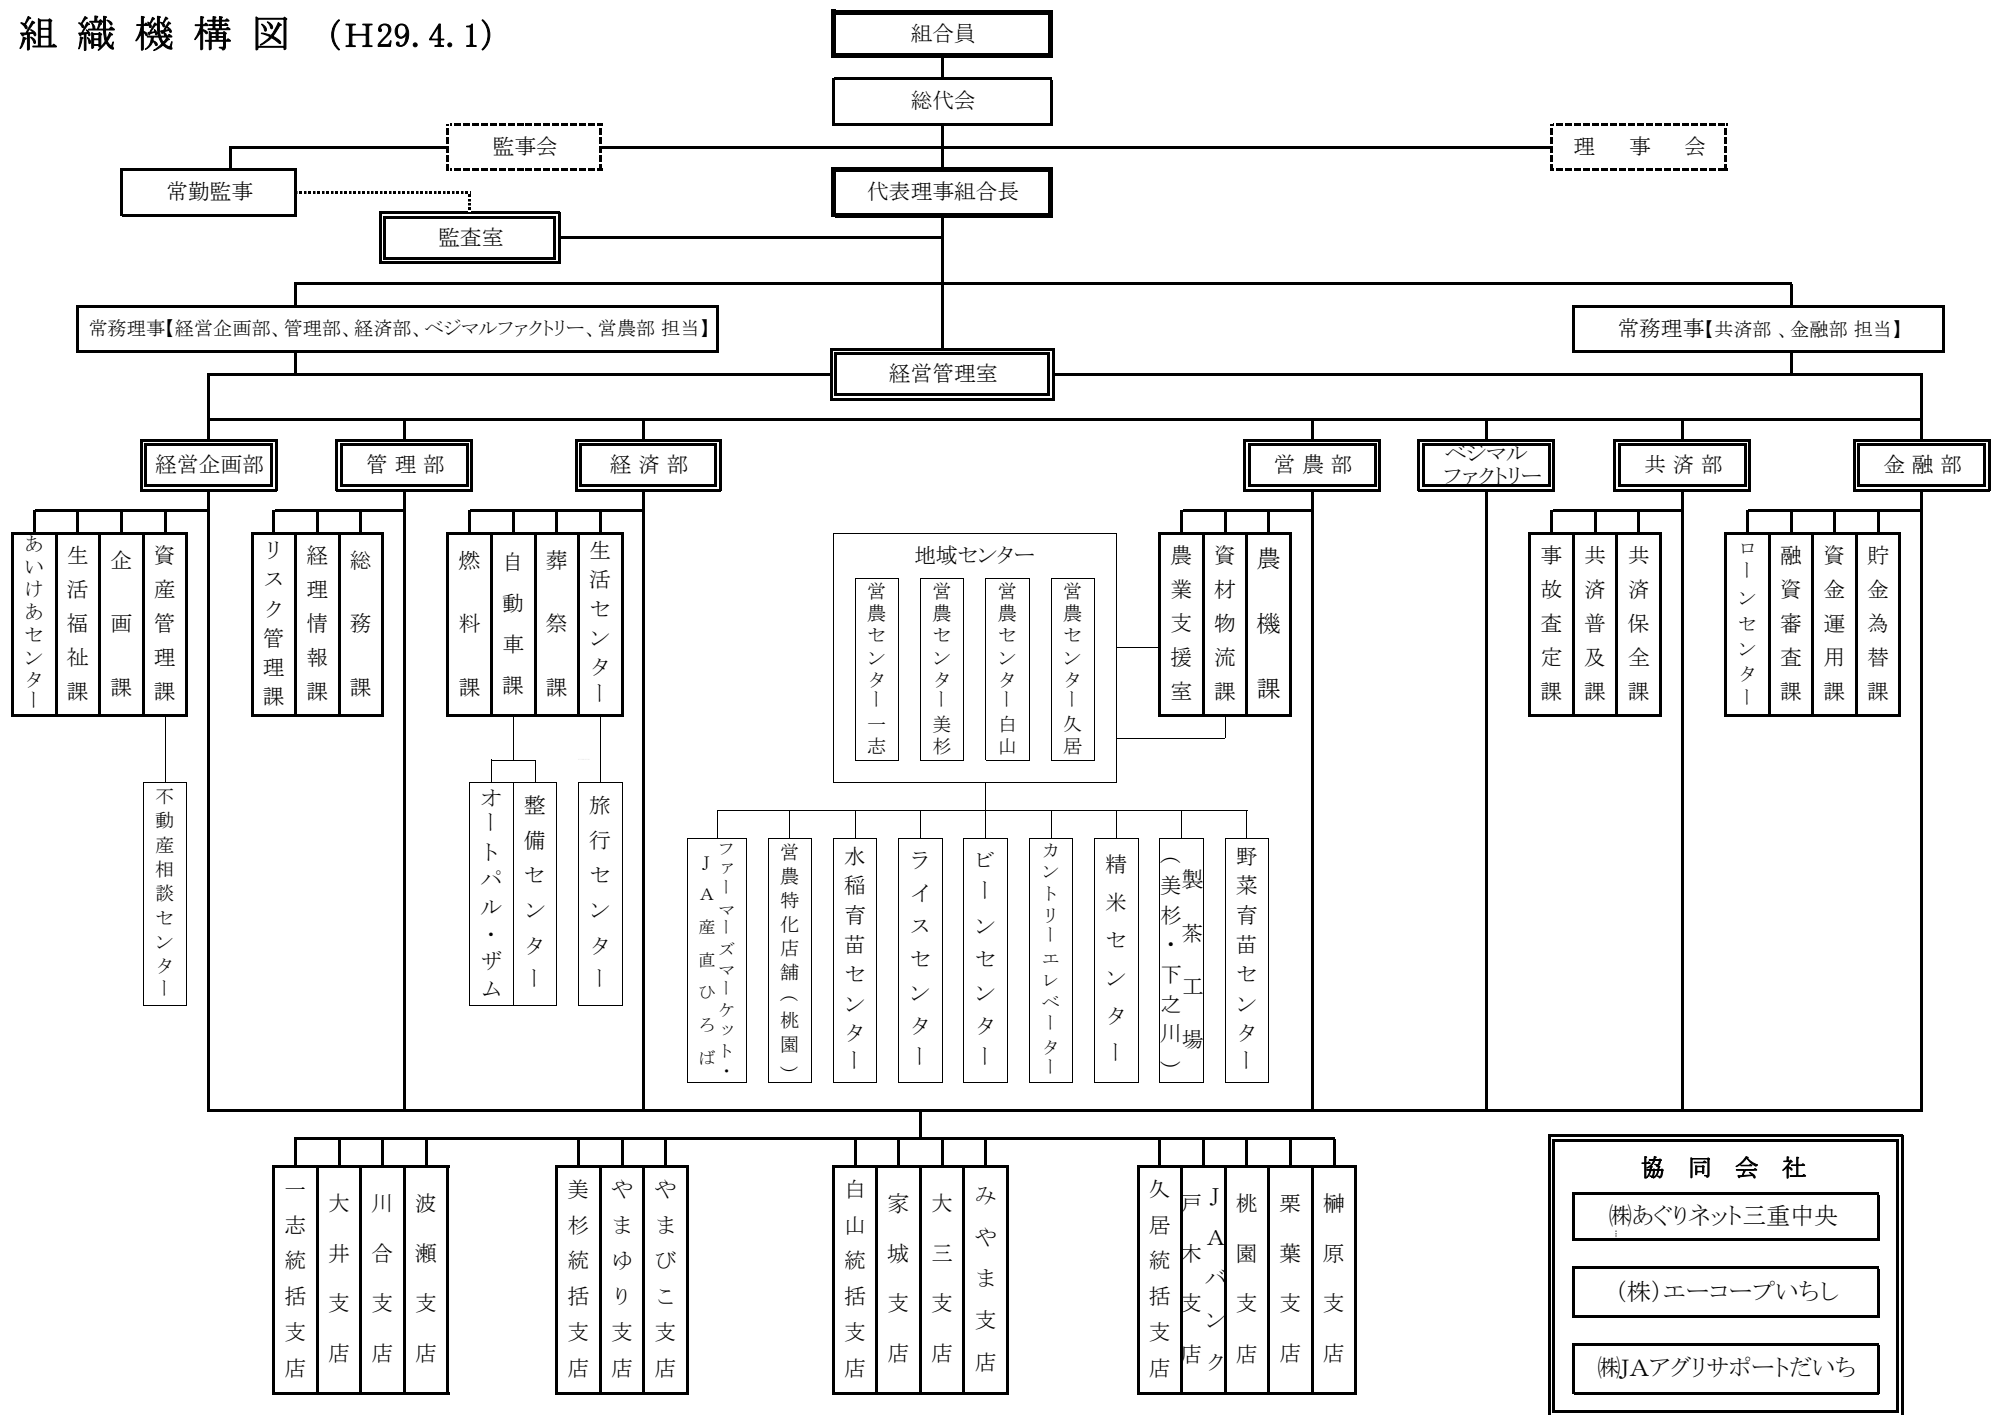 組織機構図 (H29.4.1)
組合員
総代会
監事会
理事会
常勤監事
代表理事組合長
監査室
常務理事【経営企画部、管理部、経済部、ベジマルファクトリー、営農部 担当】
常務理事【共済部 、金融部 担当】
経営管理室
経営企画部
管理部
経済部
営農部
ベジマル
ファクトリー
共済部
金融部
あいけあセンター
生活福祉課
企画課
資産管理課
リスク管理課
経理情報課
総務課
燃料課
自動車課
葬祭課
生活センター
地域センター
営農センター一志
営農センター美杉
営農センター白山
営農センター久居
農業支援室
資材物流課
農機課
事故査定課
共済普及課
共済保全課
ローンセンター
融資審査課
資金運用課
貯金為替課
不動産相談センター
オートパル・ザム
整備センター
旅行センター
ファーマーズマーケット・
JA産直ひろば
営農特化店舗(桃園)
水稲育苗センター
ライスセンター
ビーンセンター
カントリーエレベーター
精米センター
製茶工場
(美杉・下之川)
野菜育苗センター
一志統括支店
大井支店
川合支店
波瀬支店
美杉統括支店
やまゆり支店
やまびこ支店
白山統括支店
家城支店
大三支店
みやま支店
久居統括支店
JAバンク
戸木支店
桃園支店
栗葉支店
榊原支店
協同会社
㈱あぐりネット三重中央
(株)エーコープいちし
㈱JAアグリサポートだいち